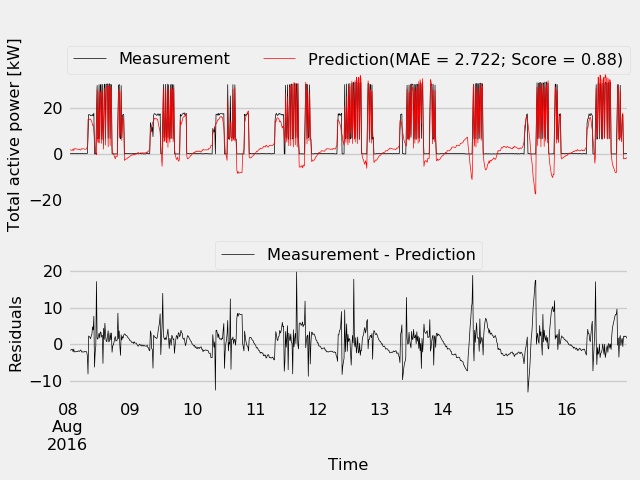 Measurement
Prediction(MAE = 2.722; Score = 0.88)
Total active power [kW]
20
0
−20
Measurement - Prediction
Residuals
20
10
0
−10
08 09 10 11 12 13 14 15 16
Aug
2016
Time